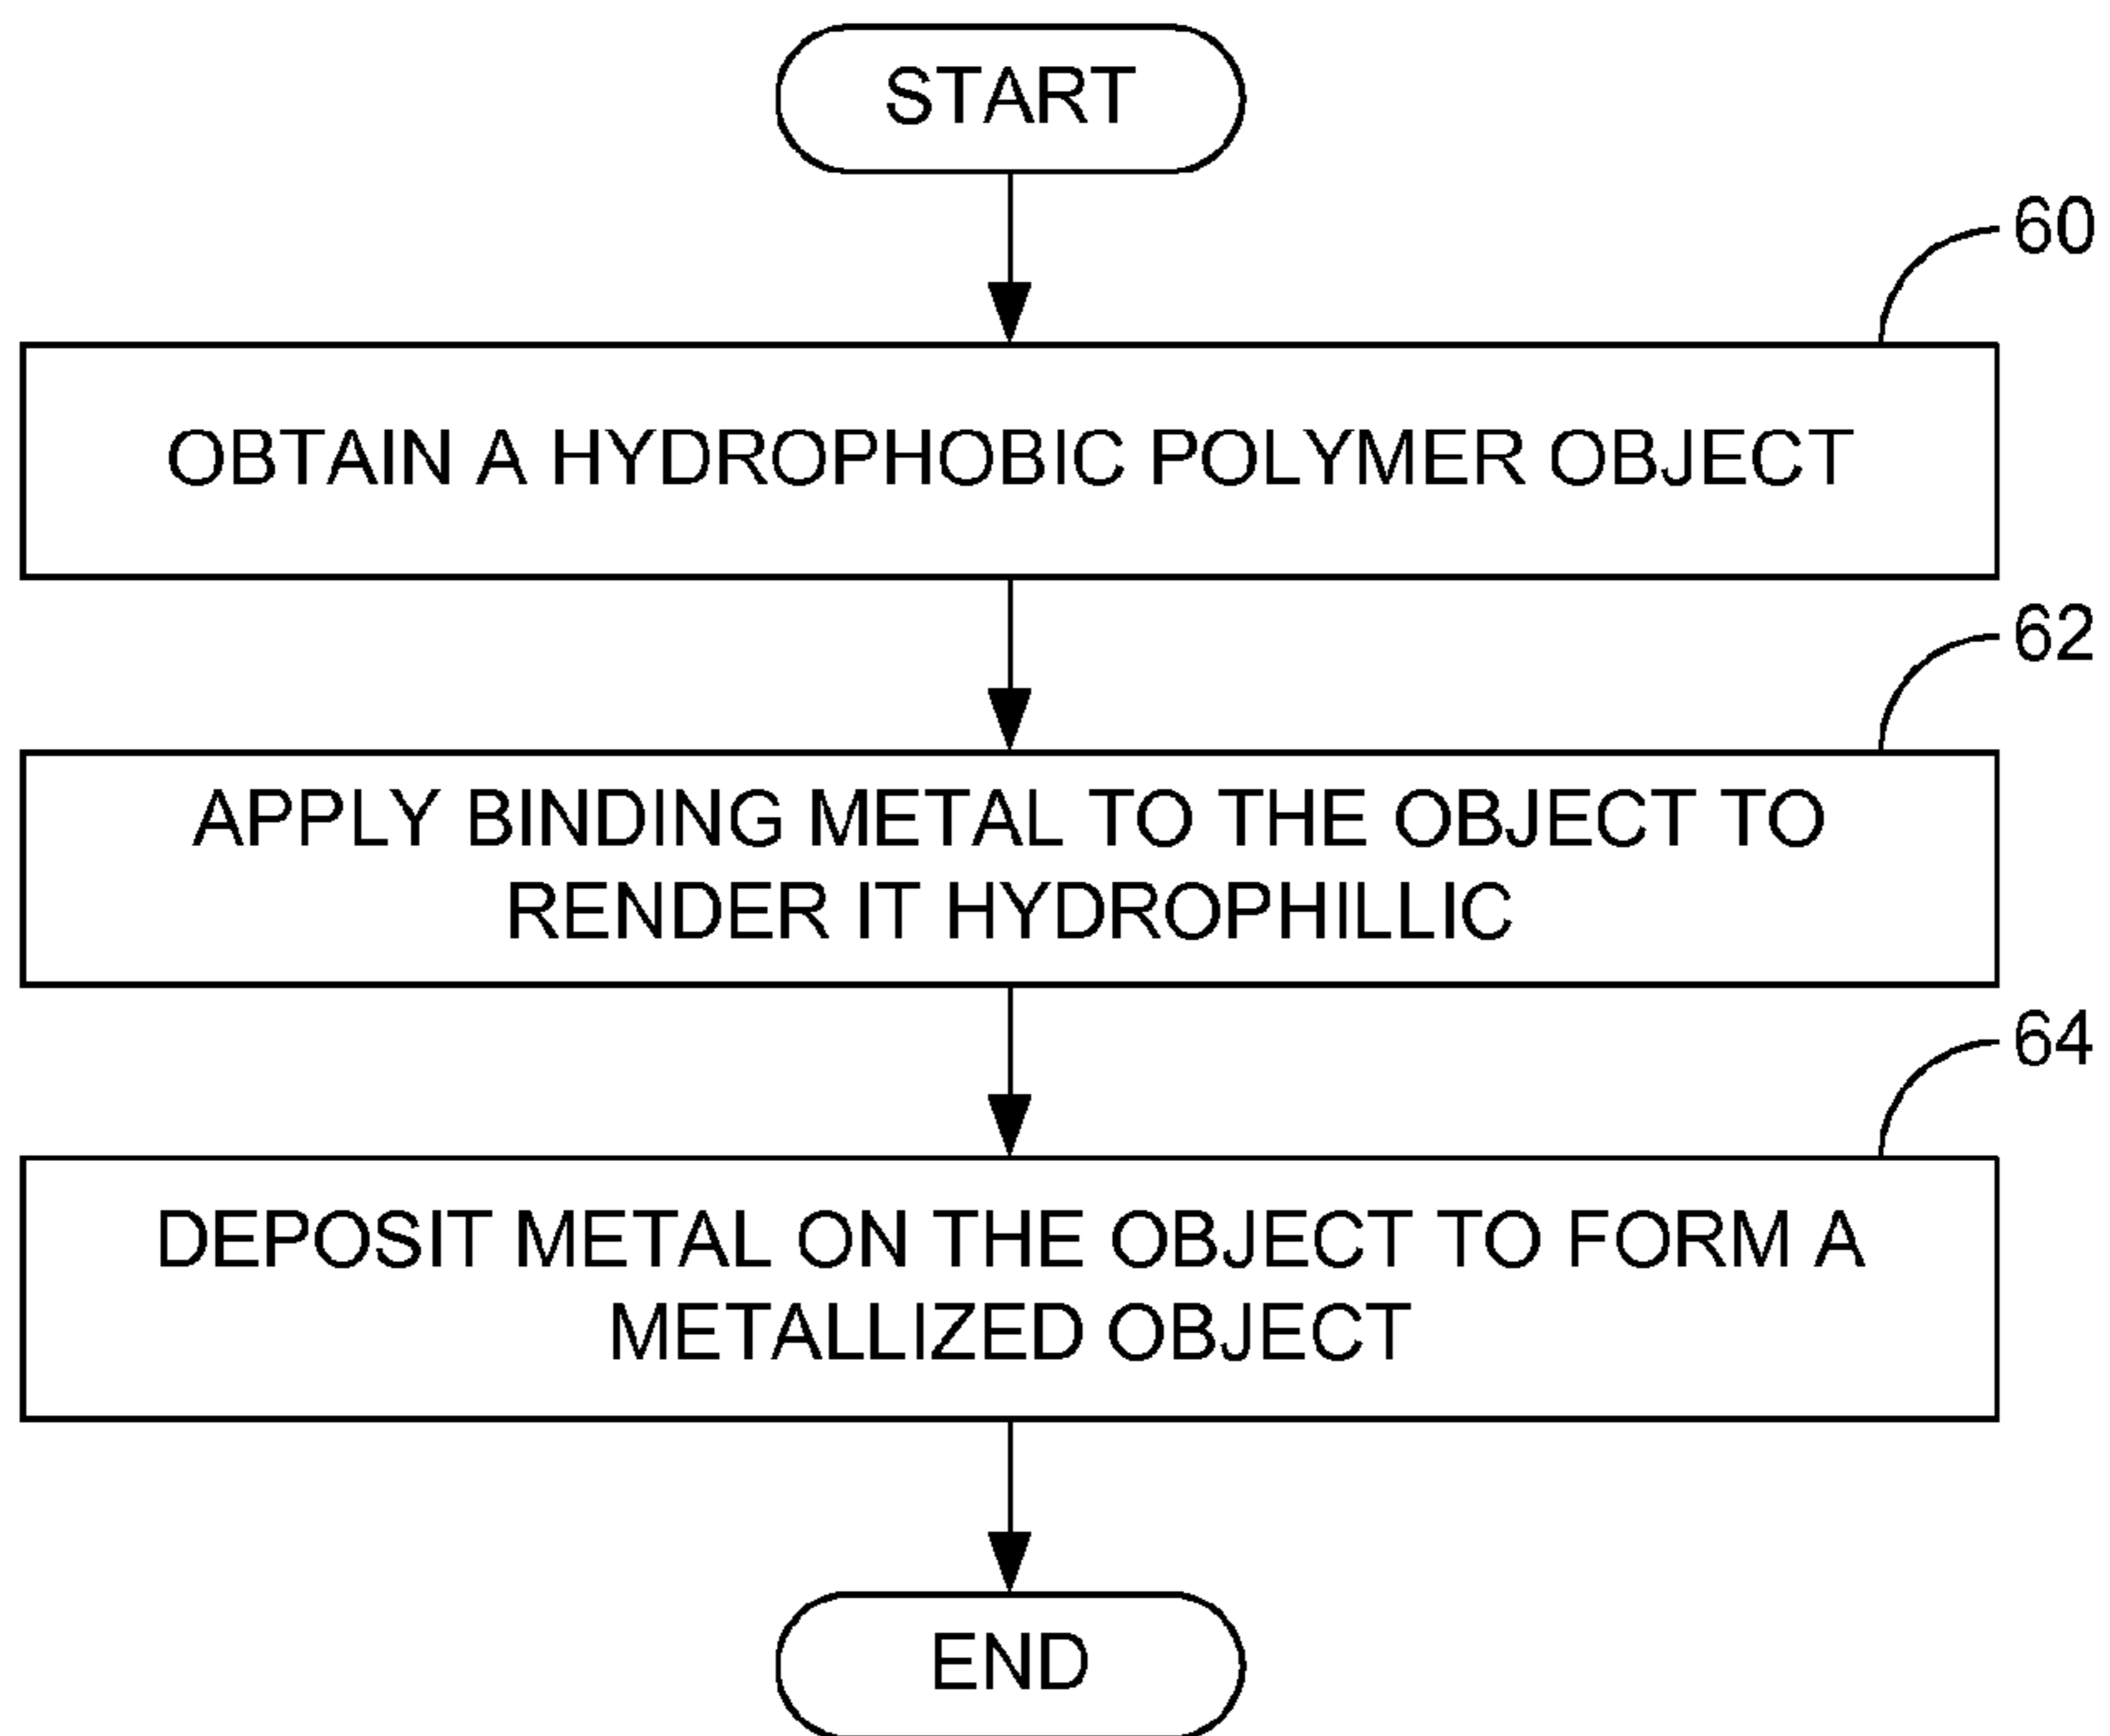 START
60
OBTAIN A HYDROPHOBIC POLYMER OBJECT
62
APPLY BINDING METAL TO THE OBJECT TO
RENDER IT HYDROPHILLIC
64
DEPOSIT METAL ON THE OBJECT TO FORM A
METALLIZED OBJECT
END